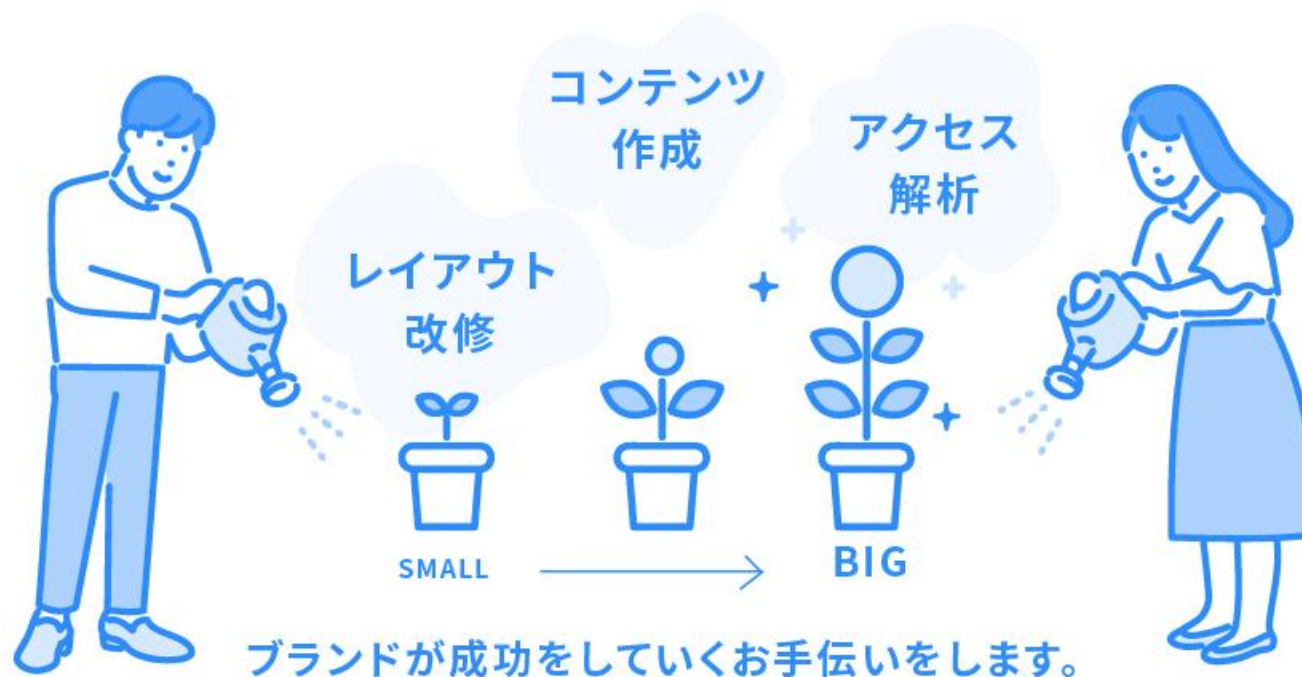 レイアウト
改修
コンテンツ
作成
アクセス
解析
SMALL
BIG
ブランドが成功をしていくお手伝いをします。